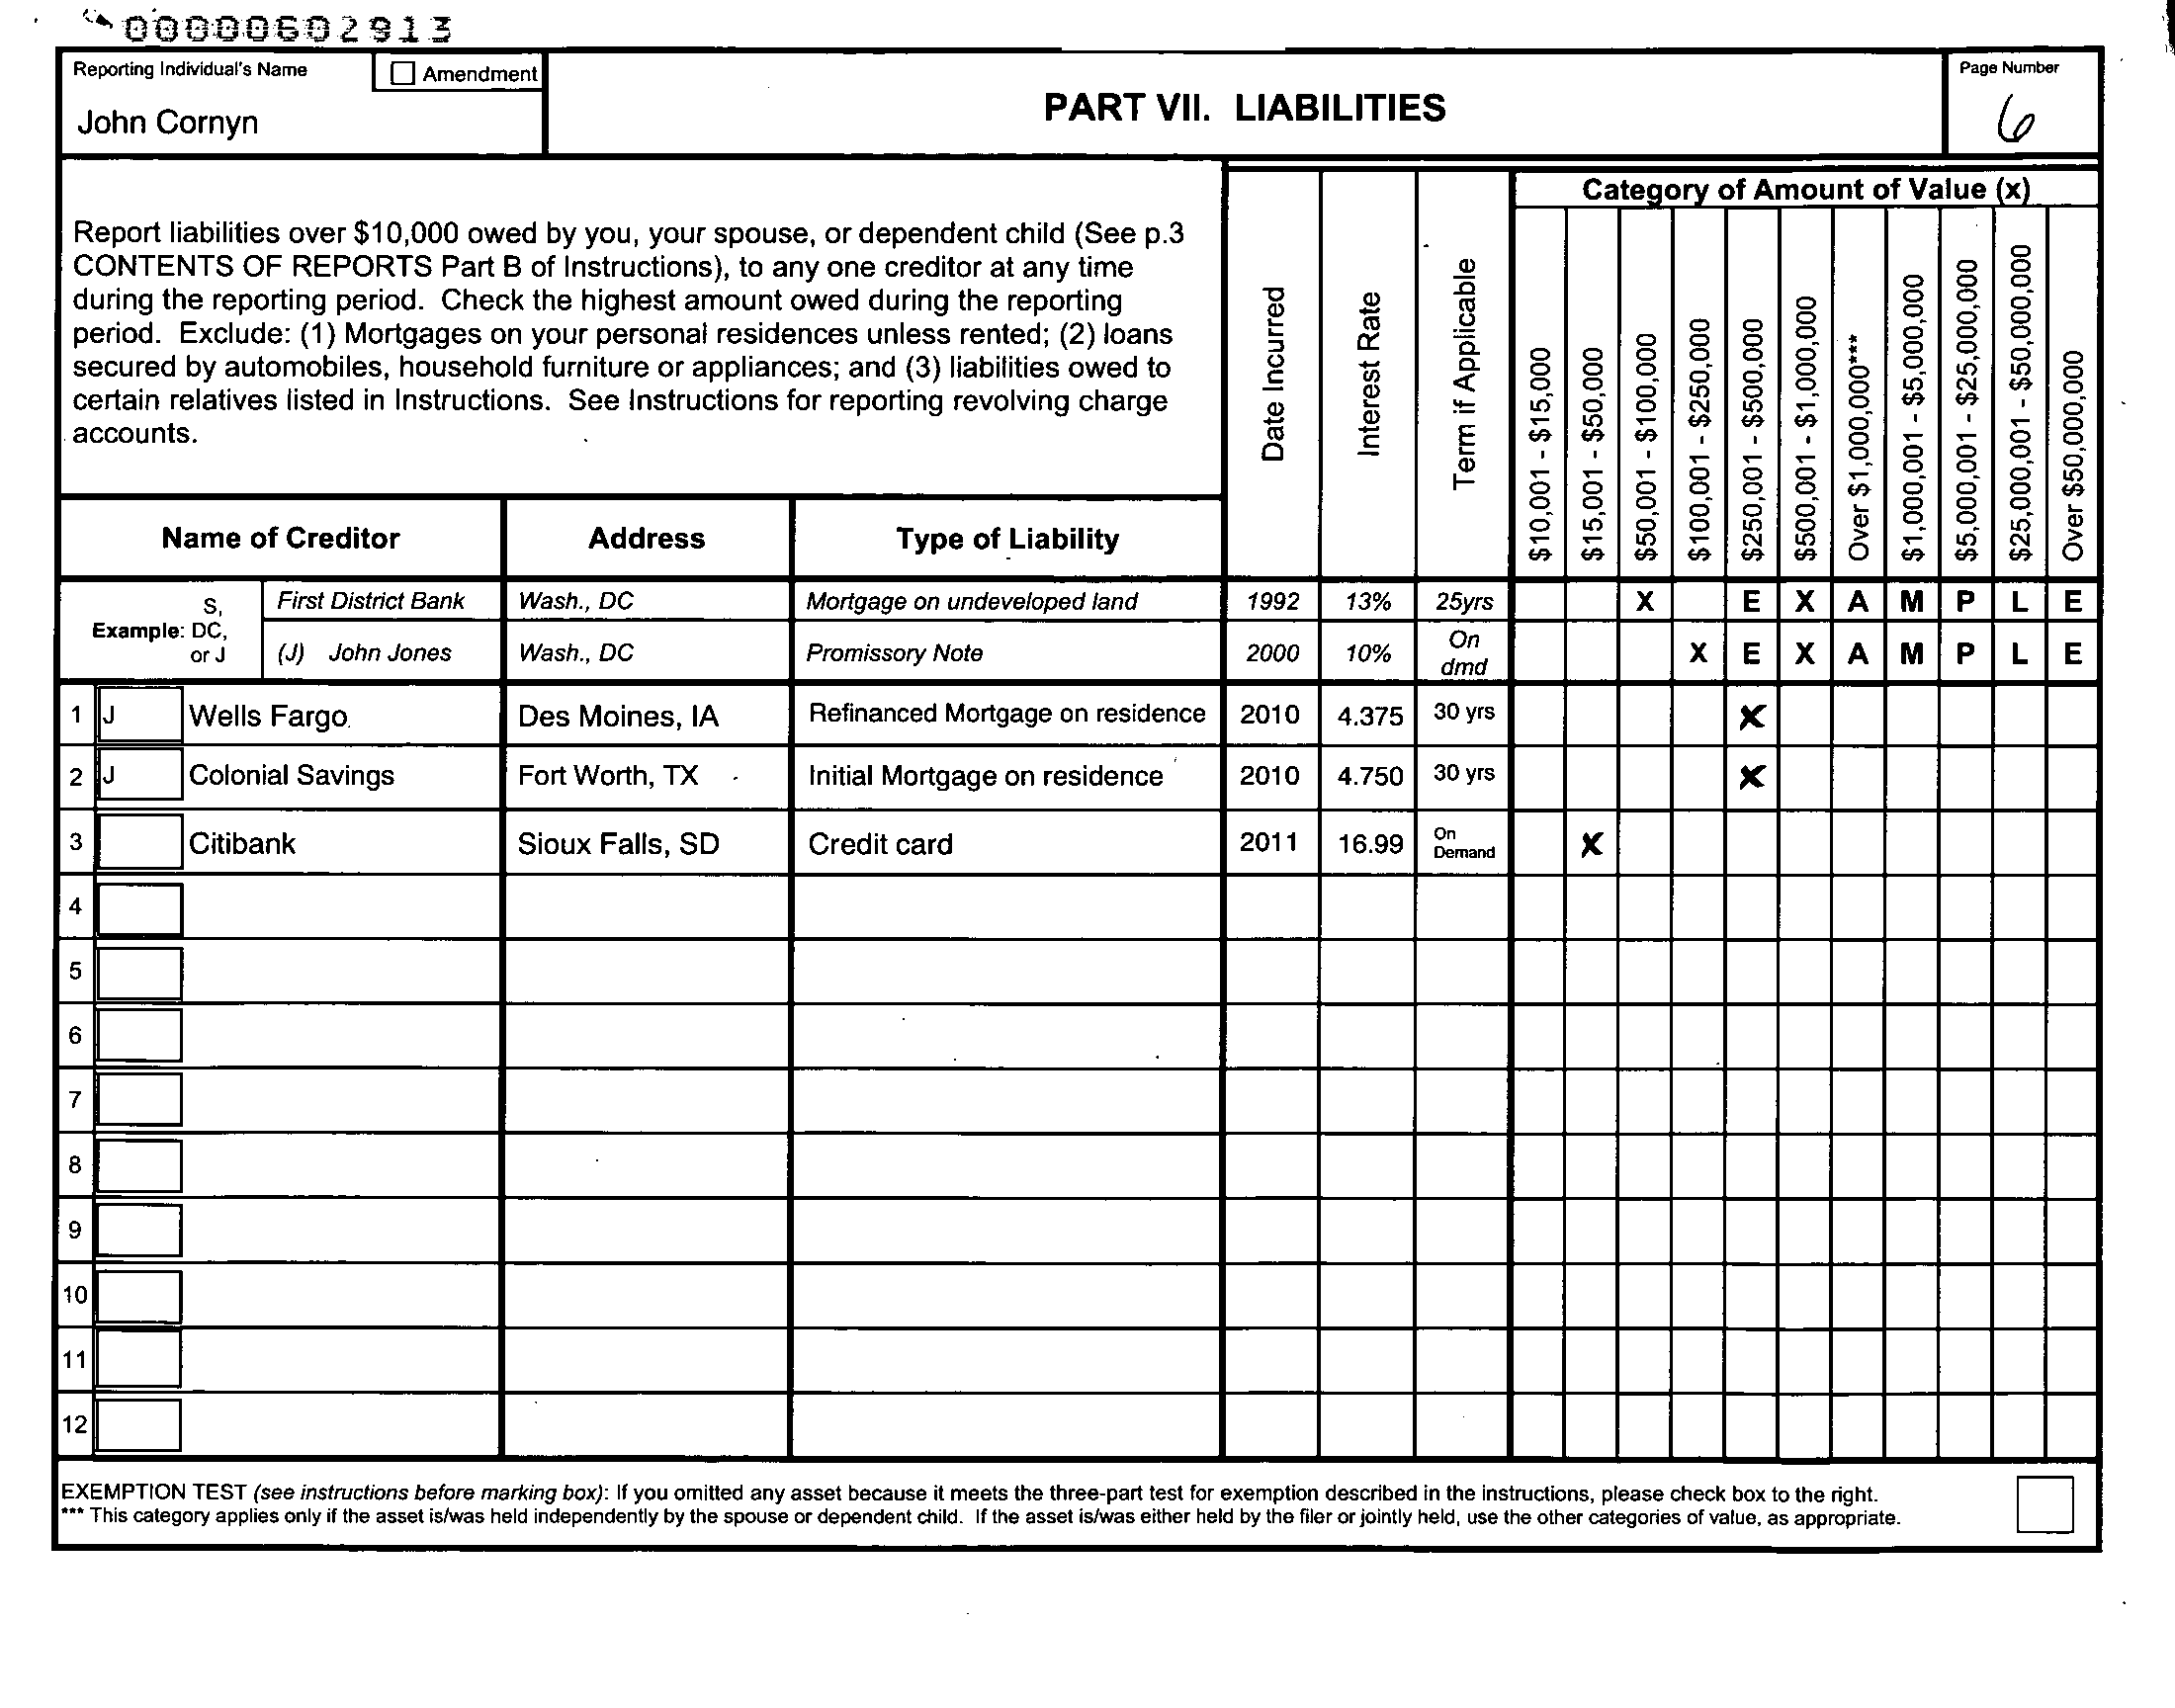 00000602913
Reporting Individual's Name
Amendment
John Cornyn
PART VII. LIABILITIES
Page Number
6
Report liabilities over $10,000 owed by you, your spouse, or dependent child (See p.3
CONTENTS OF REPORTS Part B of Instructions), to any one creditor at any time
during the reporting period. Check the highest amount owed during the reporting
period. Exclude: (1) Mortgages on your personal residences unless rented; (2) loans
secured by automobiles, household furniture or appliances; and (3) liabilities owed to
certain relatives listed in Instructions. See Instructions for reporting revolving charge
accounts.
Date Incurred
Interest Rate
Term if Applicable
Category of Amount of Value (x)
$10,001 - $15,000
$15,001 - $50,000
$50,001 - $100,000
$100,001 - $250,000
$250,001 - $500,000
$500,001 - $1,000,000
Over $1,000,000***
$1,000,001 - $5,000,000
$5,000,001 - $25,000,000
$25,000,001 - $50,000,000
Over $50,000,000
Name of Creditor Address Type of Liability
Example: S, DC, or J
First District Bank Wash., DC Mortgage on undeveloped land 1992 13% 25yrs X E X A M P L E
(J) John Jones Wash., DC Promissory Note 2000 10% On dmd X E X A M P L E
1 J Wells Fargo Des Moines, IA Refinanced Mortgage on residence 2010 4.375 30 yrs X
2 J Colonial Savings Fort Worth, TX Initial Mortgage on residence 2010 4.750 30 yrs X
3 Citibank Sioux Falls, SD Credit card 2011 16.99 On Demand X
4
5
6
7
8
9
10
11
12
EXEMPTION TEST (see instructions before marking box): If you omitted any asset because it meets the three-part test for exemption described in the instructions, please check box to the right.
*** This category applies only if the asset is/was held independently by the spouse or dependent child. If the asset is/was either held by the filer or jointly held, use the other categories of value, as appropriate.